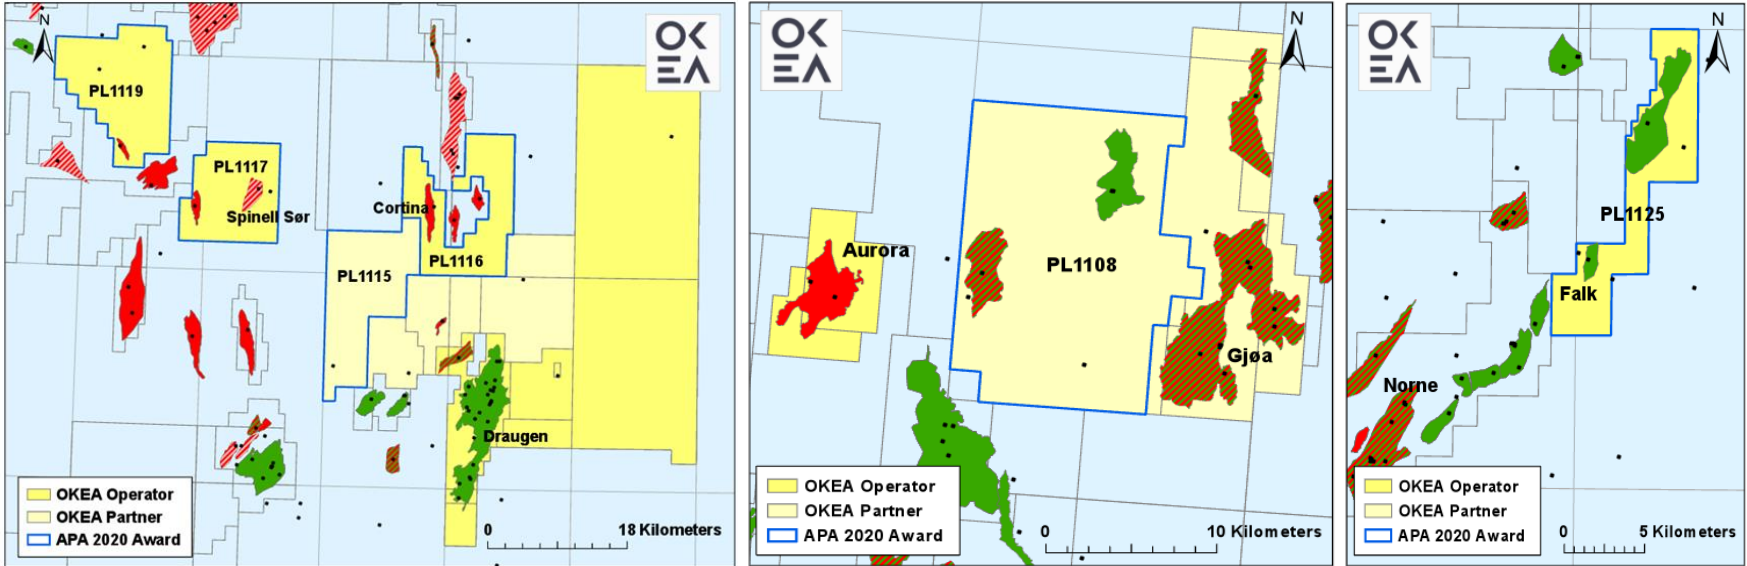 N
OK
EA
PL1119
PL1117
Spinell Sør
Cortina
PL1115
PL1116
Draugen
OKEA Operator
OKEA Partner
APA 2020 Award
0 18 Kilometers
OK
EA
N
Aurora
PL1108
Gjøa
OKEA Operator
OKEA Partner
APA 2020 Award
0 10 Kilometers
OK
EA
N
PL1125
Falk
Norne
OKEA Operator
OKEA Partner
APA 2020 Award
0 5 Kilometers